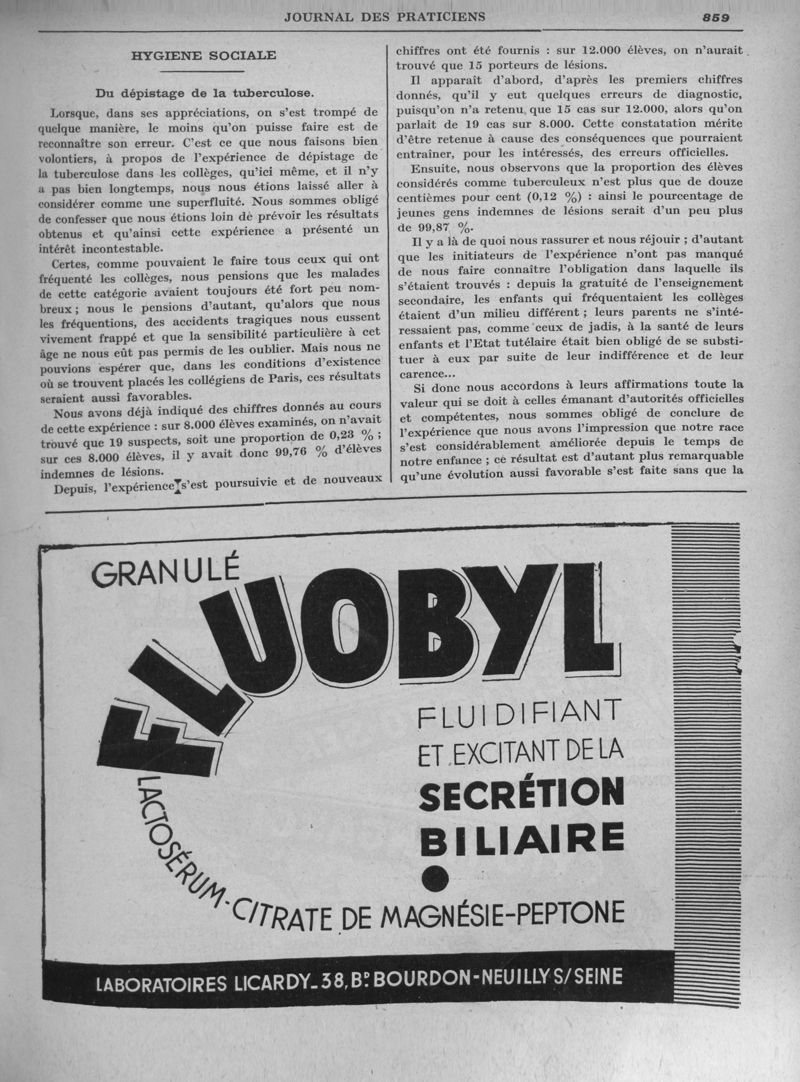 JOURNAL DES PRATICIENS 859
HYGIENE SOCIALE
Du dépistage de la tuberculose.
Lorsque, dans ses appréciations, on s'est trompé de
quelque manière, le moins qu'on puisse faire est de
reconnaître son erreur. C'est ce que nous faisons bien
volontiers, à propos de l'expérience de dépistage de
la tuberculose dans les collèges, qu'ici même, et il n'y
a pas bien longtemps, nous nous étions laissé aller à
considérer comme une superfluité. Nous sommes obligé
de confesser que nous étions loin de prévoir les résultats
obtenus et qu'ainsi cette expérience a présenté un
intérêt incontestable.
Certes, comme pouvaient le faire tous ceux qui ont
fréquenté les collèges, nous pensions que les malades
de cette catégorie avaient toujours été fort peu nom-
breux ; nous le pensions d'autant, qu'alors que nous
les fréquentions, des accidents tragiques nous eussent
vivement frappé et que la sensibilité particulière à cet
âge ne nous eût pas permis de les oublier. Mais nous ne
pouvions espérer que, dans les conditions d'existence
où se trouvent placés les collégiens de Paris, ces résultats
seraient aussi favorables.
Nous avons déjà indiqué des chiffres donnés au cours
de cette expérience : sur 8.000 élèves examinés, on n'avait
trouvé que 19 suspects, soit une proportion de 0,23 % ;
sur ces 8.000 élèves, il y avait donc 99,76 % d'élèves
indemnes de lésions.
Depuis, l'expérience s'est poursuivie et de nouveaux
chiffres ont été fournis : sur 12.000 élèves, on n'aurait
trouvé que 15 porteurs de lésions.
Il apparaît d'abord, d'après les premiers chiffres
donnés, qu'il y eut quelques erreurs de diagnostic,
puisqu'on n'a retenu que 15 cas sur 12.000, alors qu'on
parlait de 19 cas sur 8.000. Cette constatation mérite
d'être retenue à cause des conséquences que pourraient
entrainer, pour les intéressés, des erreurs officielles.
Ensuite, nous observons que la proportion des élèves
considérés comme tuberculeux n'est plus que de douze
centièmes pour cent (0,12 %) : ainsi le pourcentage de
jeunes gens indemnes de lésions serait d'un peu plus
de 99,87 %.
Il y a là de quoi nous rassurer et nous réjouir ; d'autant
que les initiateurs de l'expérience n'ont pas manqué
de nous faire connaître l'obligation dans laquelle ils
s'étaient trouvés : depuis la gratuité de l'enseignement
secondaire, les enfants qui fréquentaient les collèges
étaient d'un milieu différent ; leurs parents ne s'inté-
ressaient pas, comme ceux de jadis, à la santé de leurs
enfants et l'Etat tutélaire était bien obligé de se substi-
tuer à eux par suite de leur indifférence et de leur
carence...
Si donc nous accordons à leurs affirmations toute la
valeur qui se doit à celles émanant d'autorités officielles
et compétentes, nous sommes obligé de conclure de
l'expérience que nous avons l'impression que notre race
s'est considérablement améliorée depuis le temps de
notre enfance ; ce résultat est d'autant plus remarquable
qu'une évolution aussi favorable s'est faite sans que la
GRANULÉ
FLUOBYL
FLUIDIFIANT
ET EXCITANT DE LA
SECRÉTION
BILIAIRE
LACTOSÉRUM-CITRATE DE MAGNÉSIE-PEPTONE
LABORATOIRES LICARDY_38, Bᴰ BOURDON-NEUILLY S/SEINE